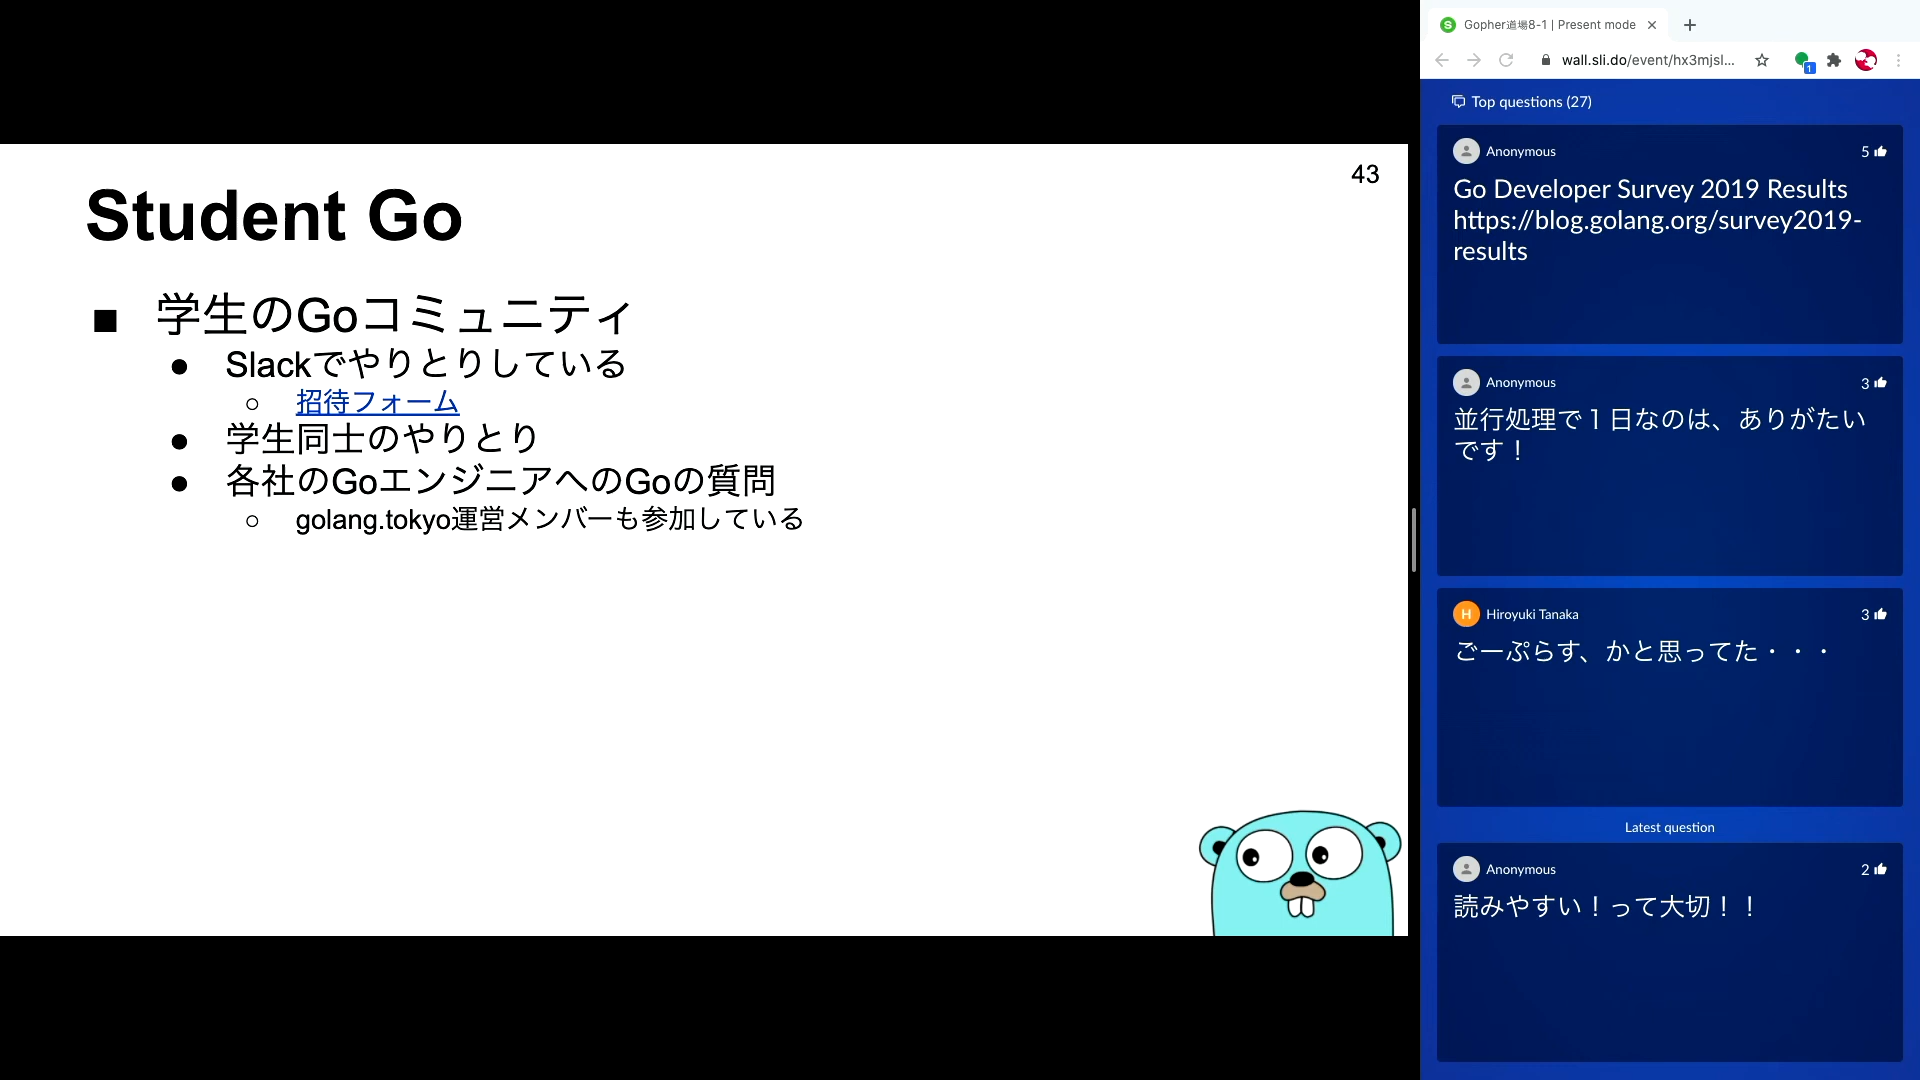 43
Student Go
■ 学生のGoコミュニティ
● Slackでやりとりしている
○ 招待フォーム
● 学生同士のやりとり
● 各社のGoエンジニアへのGoの質問
○ golang.tokyo運営メンバーも参加している
S Gopher道場8-1 | Present mode
wall.sli.do/event/hx3mjsl...
1
Top questions (27)
Anonymous 5
Go Developer Survey 2019 Results
https://blog.golang.org/survey2019-
results
Anonymous 3
並行処理で１日なのは、ありがたい
です！
H Hiroyuki Tanaka 3
ごーぷらす、かと思ってた・・・
Latest question
Anonymous 2
読みやすい！って大切！！